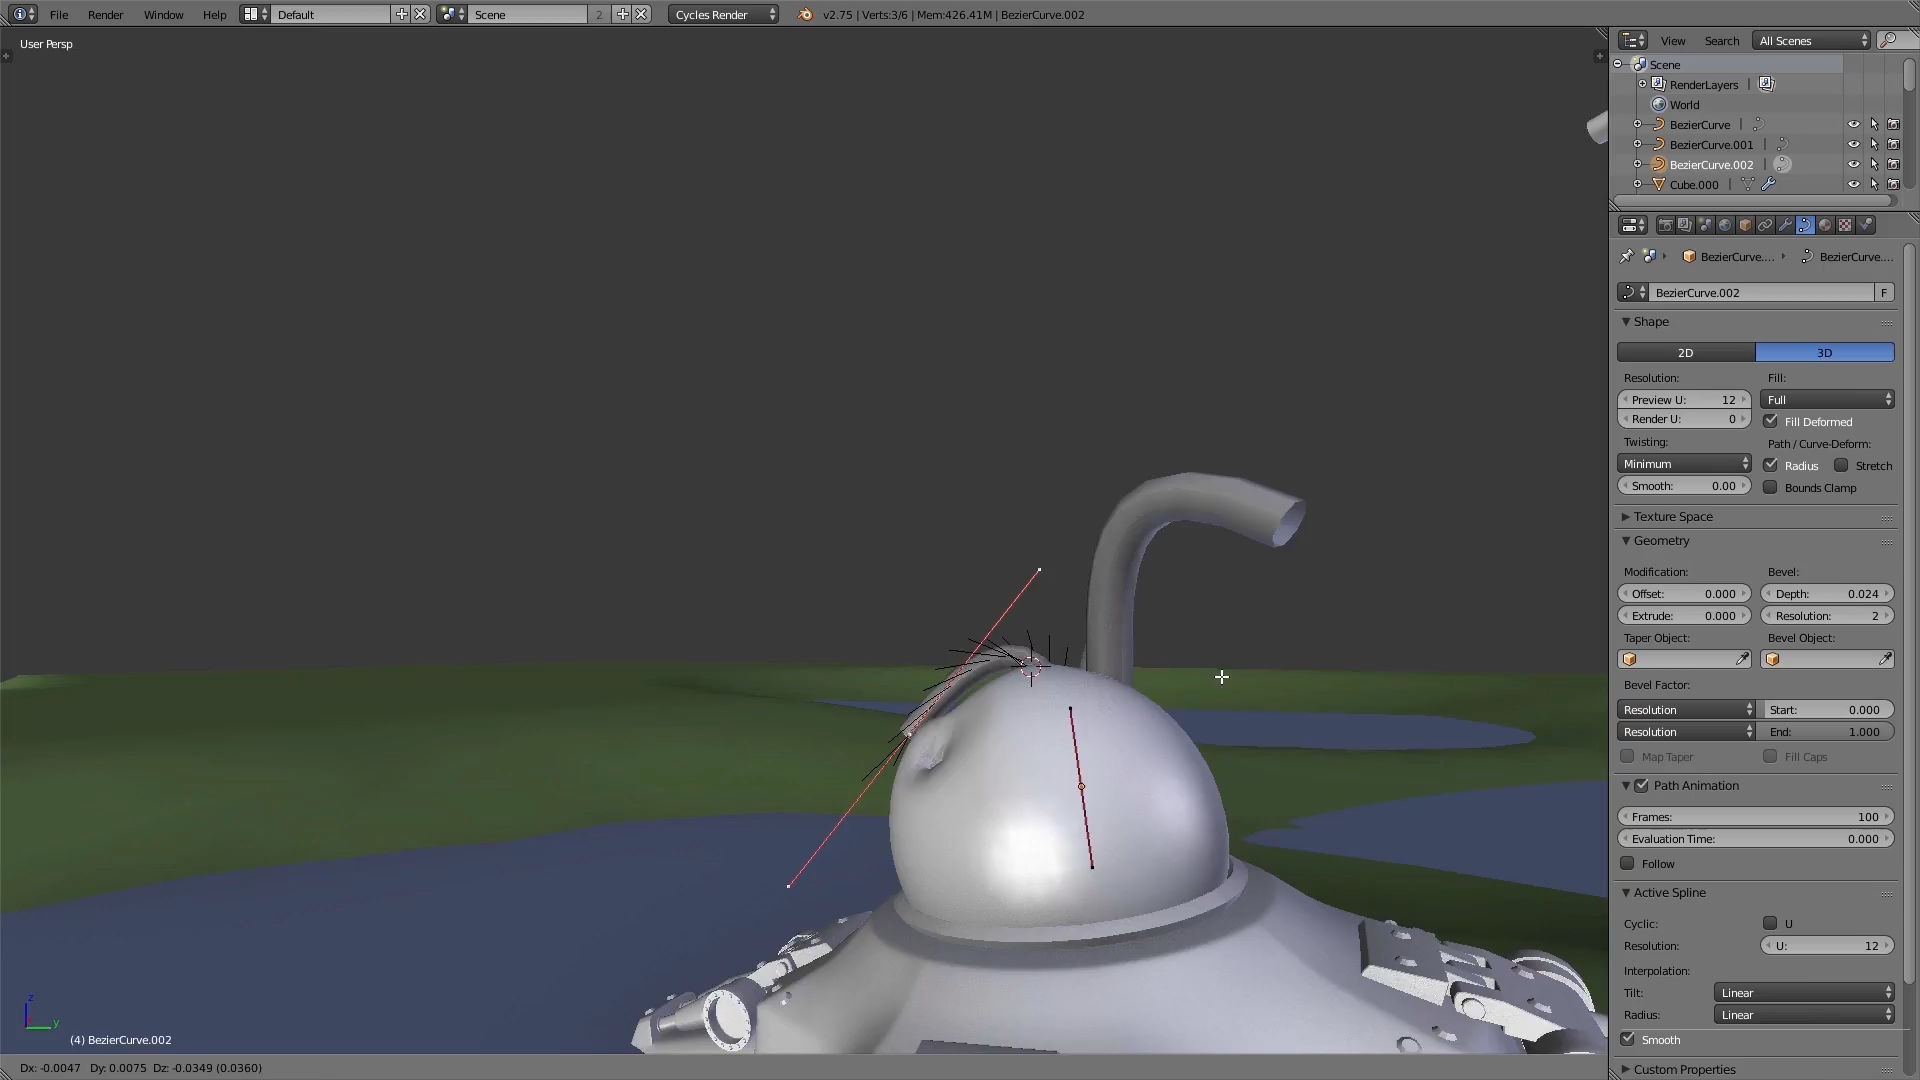 File Render Window Help Default Scene 2 Cycles Render v2.75 | Verts:3/6 | Mem:426.41M | BezierCurve.002
User Persp
View Search All Scenes
Scene
RenderLayers
World
BezierCurve
BezierCurve.001
BezierCurve.002
Cube.000
BezierCurve.... BezierCurve....
BezierCurve.002 F
Shape
2D 3D
Resolution: Fill:
Preview U: 12 Full
Render U: 0 Fill Deformed
Twisting: Path / Curve-Deform:
Minimum Radius Stretch
Smooth: 0.00 Bounds Clamp
Texture Space
Geometry
Modification: Bevel:
Offset: 0.000 Depth: 0.024
Extrude: 0.000 Resolution: 2
Taper Object: Bevel Object:
Bevel Factor:
Resolution Start: 0.000
Resolution End: 1.000
Map Taper Fill Caps
Path Animation
Frames: 100
Evaluation Time: 0.000
Follow
Active Spline
Cyclic: U
Resolution: U: 12
Interpolation:
Tilt: Linear
Radius: Linear
Smooth
Custom Properties
z
y
(4) BezierCurve.002
Dx: -0.0047 Dy: 0.0075 Dz: -0.0349 (0.0360)